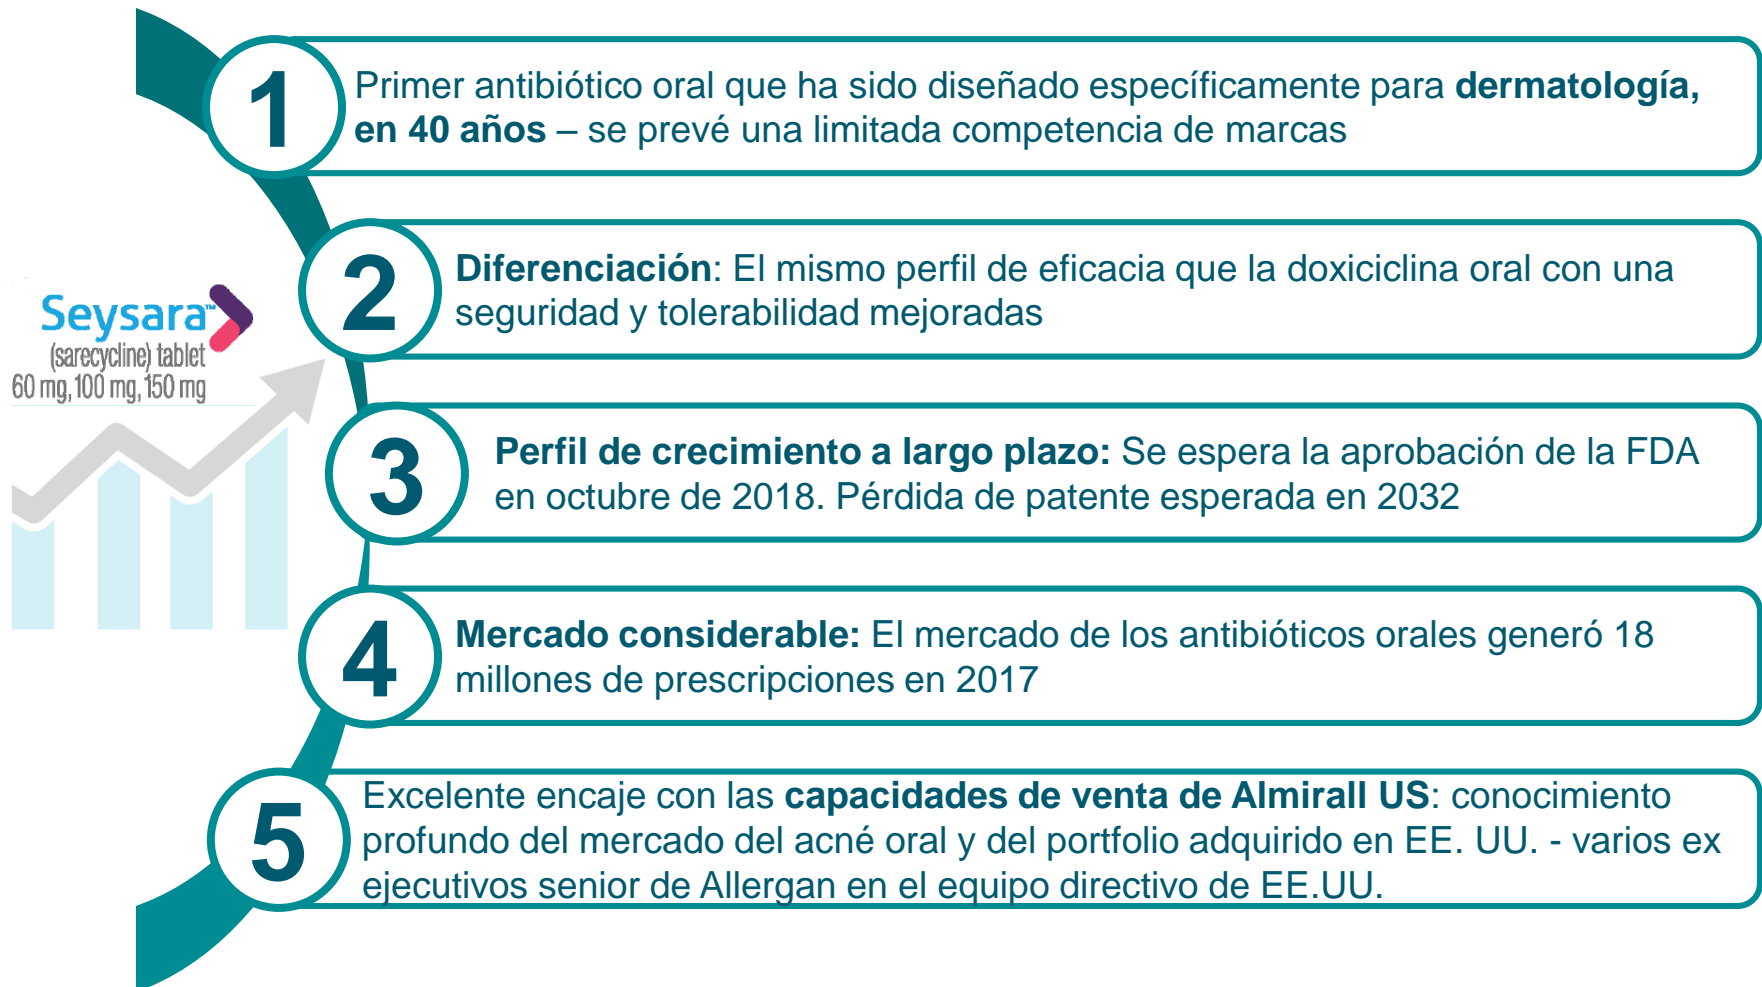 1
Primer antibiótico oral que ha sido diseñado específicamente para dermatología,
en 40 años – se prevé una limitada competencia de marcas
2
Diferenciación: El mismo perfil de eficacia que la doxiciclina oral con una
seguridad y tolerabilidad mejoradas
Seysara™
(sarecycline) tablet
60 mg, 100 mg, 150 mg
3
Perfil de crecimiento a largo plazo: Se espera la aprobación de la FDA
en octubre de 2018. Pérdida de patente esperada en 2032
4
Mercado considerable: El mercado de los antibióticos orales generó 18
millones de prescripciones en 2017
5
Excelente encaje con las capacidades de venta de Almirall US: conocimiento
profundo del mercado del acné oral y del portfolio adquirido en EE. UU. - varios ex
ejecutivos senior de Allergan en el equipo directivo de EE.UU.